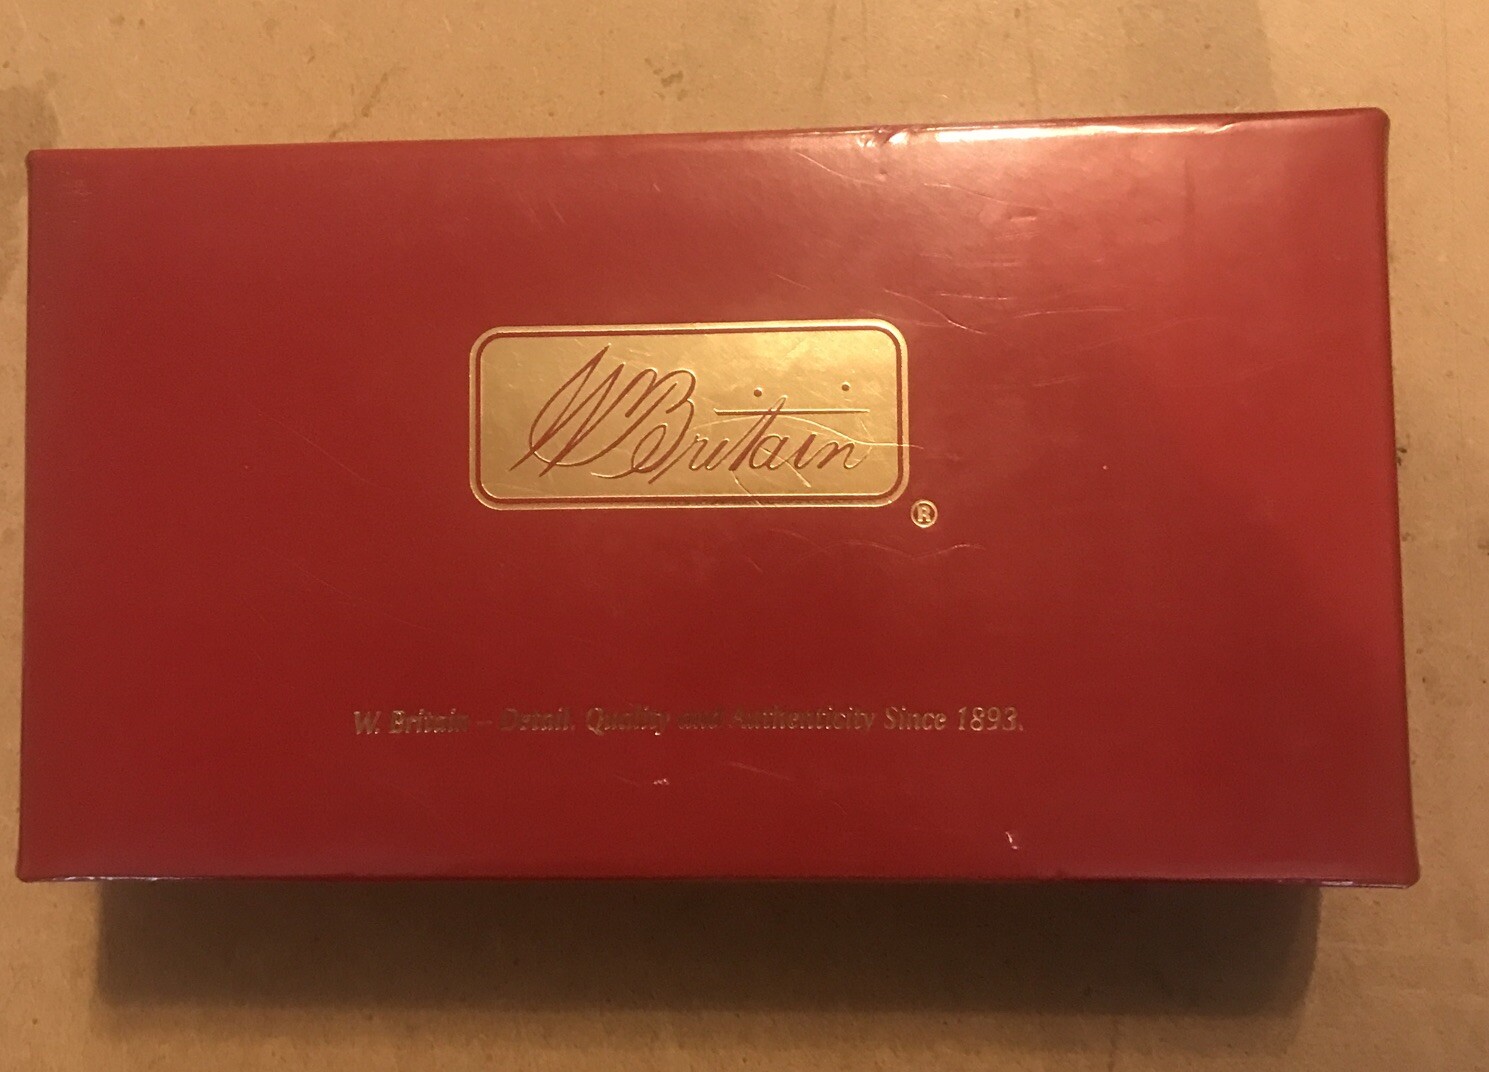 W Britain
®
W. Britain – Detail. Quality and Authenticity Since 1893.